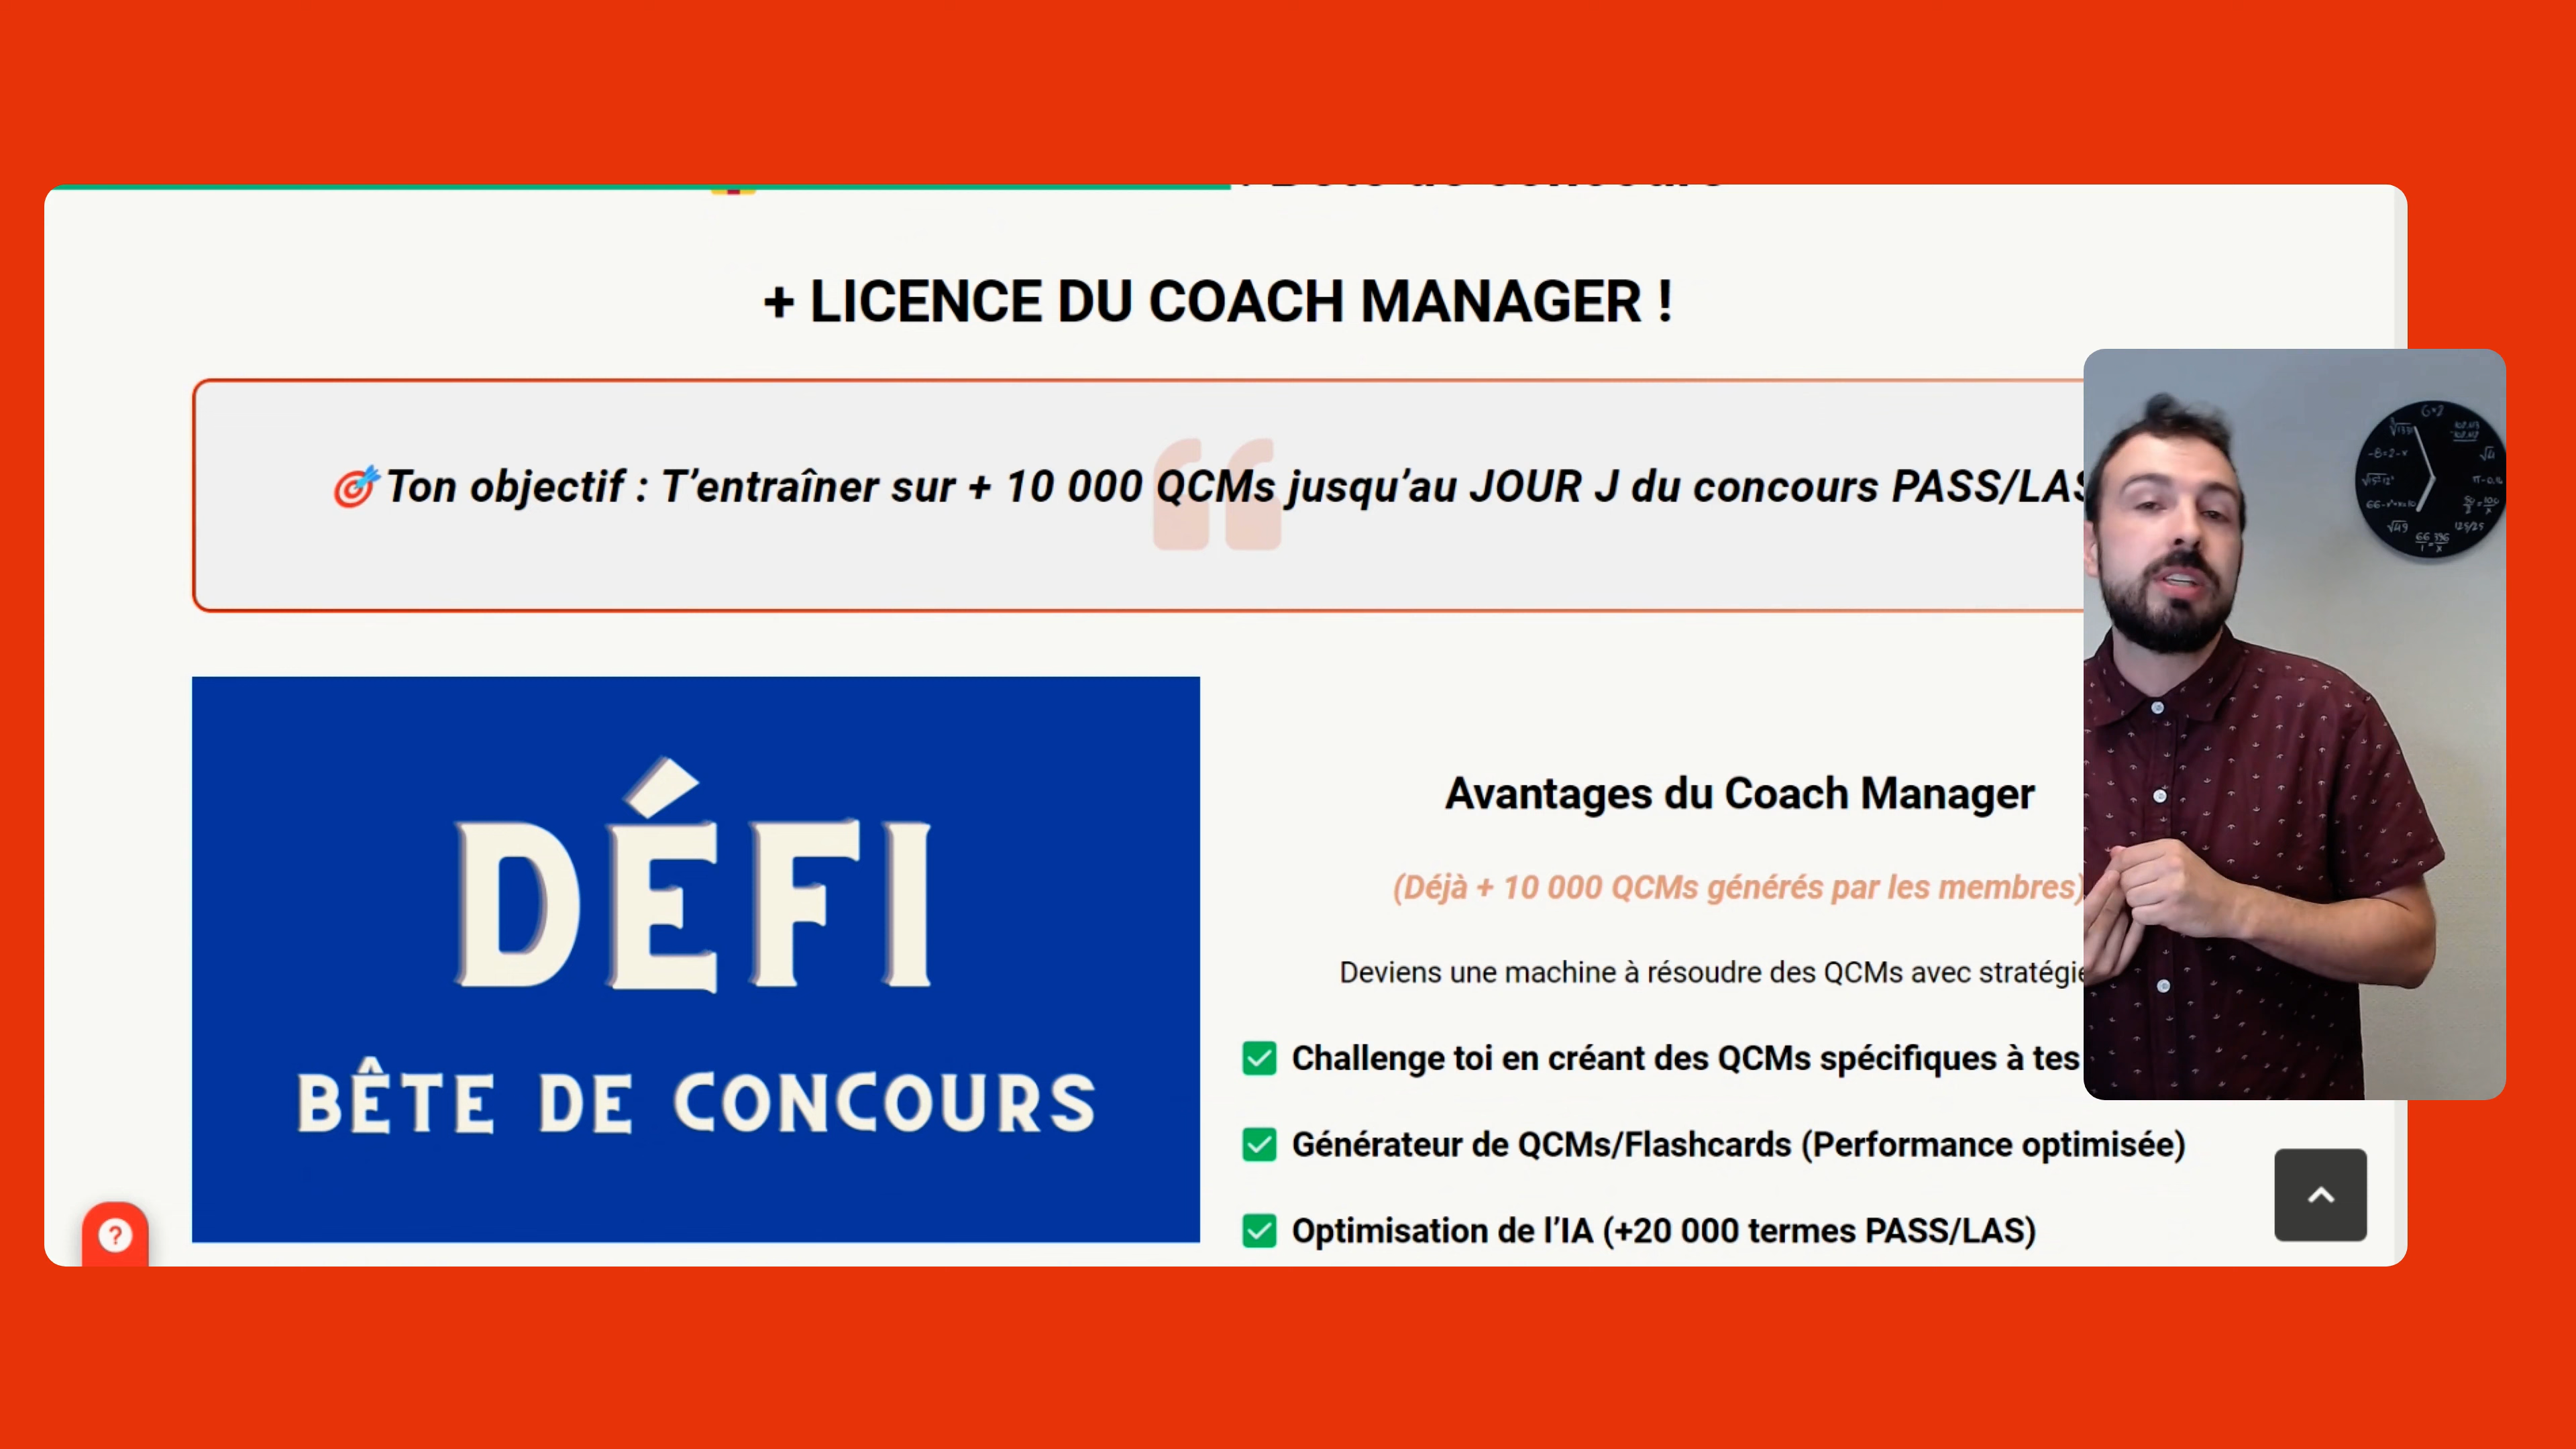 + LICENCE DU COACH MANAGER !
Ton objectif : T’entraîner sur + 10 000 QCMs jusqu’au JOUR J du concours
DÉFI
BÊTE DE CONCOURS
Avantages du Coach Manager
(Déjà + 10 000 QCMs générés par les membres)
Deviens une machine à résoudre des QCMs avec
Challenge toi en créant des QCMs spécifiques à tes
Générateur de QCMs/Flashcards (Performance optimisée)
Optimisation de l’IA (+20 000 termes PASS/LAS)
?